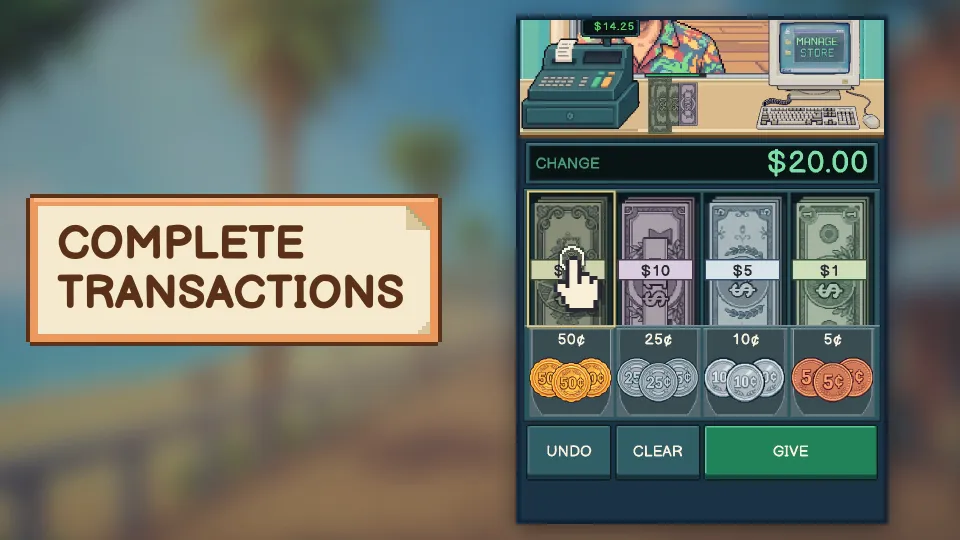 COMPLETE
TRANSACTIONS
$14.25
MANAGE
STORE
CHANGE
$20.00
$10
$5
$1
50¢
25¢
10¢
5¢
UNDO
CLEAR
GIVE